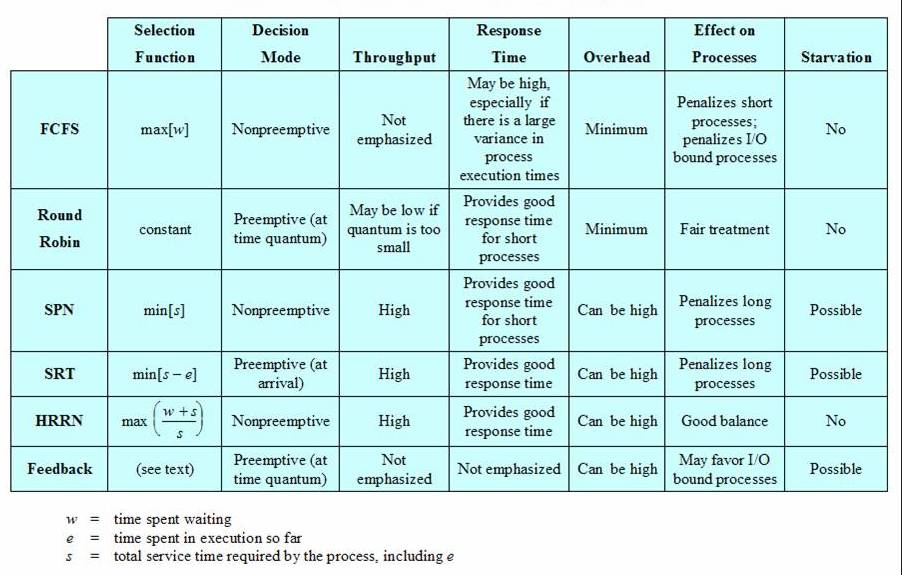 Selection Function
Decision Mode
Throughput
Response Time
Overhead
Effect on Processes
Starvation
FCFS
max[w]
Nonpreemptive
Not emphasized
May be high, especially if there is a large variance in process execution times
Minimum
Penalizes short processes; penalizes I/O bound processes
No
Round Robin
constant
Preemptive (at time quantum)
May be low if quantum is too small
Provides good response time for short processes
Minimum
Fair treatment
No
SPN
min[s]
Nonpreemptive
High
Provides good response time for short processes
Can be high
Penalizes long processes
Possible
SRT
min[s – e]
Preemptive (at arrival)
High
Provides good response time
Can be high
Penalizes long processes
Possible
HRRN
max (w + s / s)
Nonpreemptive
High
Provides good response time
Can be high
Good balance
No
Feedback
(see text)
Preemptive (at time quantum)
Not emphasized
Not emphasized
Can be high
May favor I/O bound processes
Possible
w = time spent waiting
e = time spent in execution so far
s = total service time required by the process, including e